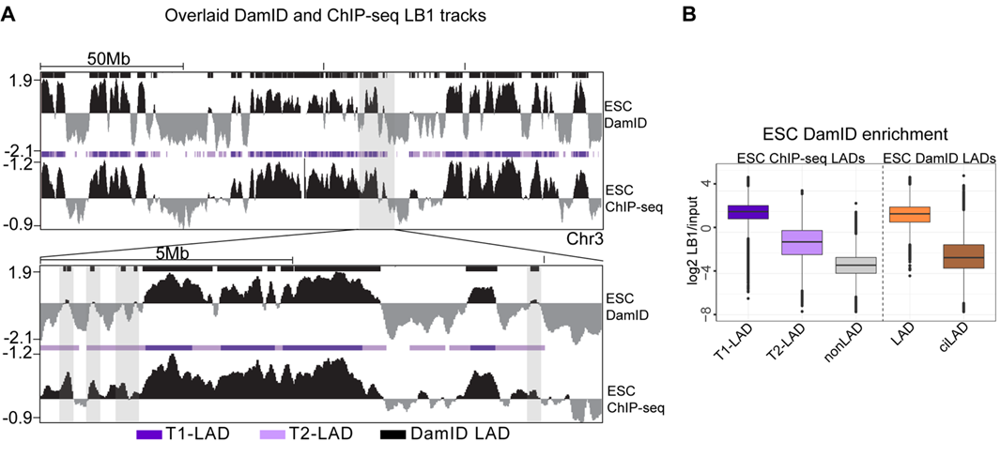 A
Overlaid DamID and ChIP-seq LB1 tracks
50Mb
1.9
ESC
DamID
-2.1
-1.2
ESC
ChIP-seq
-0.9
Chr3
5Mb
1.9
ESC
DamID
-2.1
-1.2
ESC
ChIP-seq
-0.9
T1-LAD T2-LAD DamID LAD
B
ESC DamID enrichment
ESC ChIP-seq LADs ESC DamID LADs
log2 LB1/input
4
0
−4
−8
T1-LAD T2-LAD nonLAD LAD ciLAD